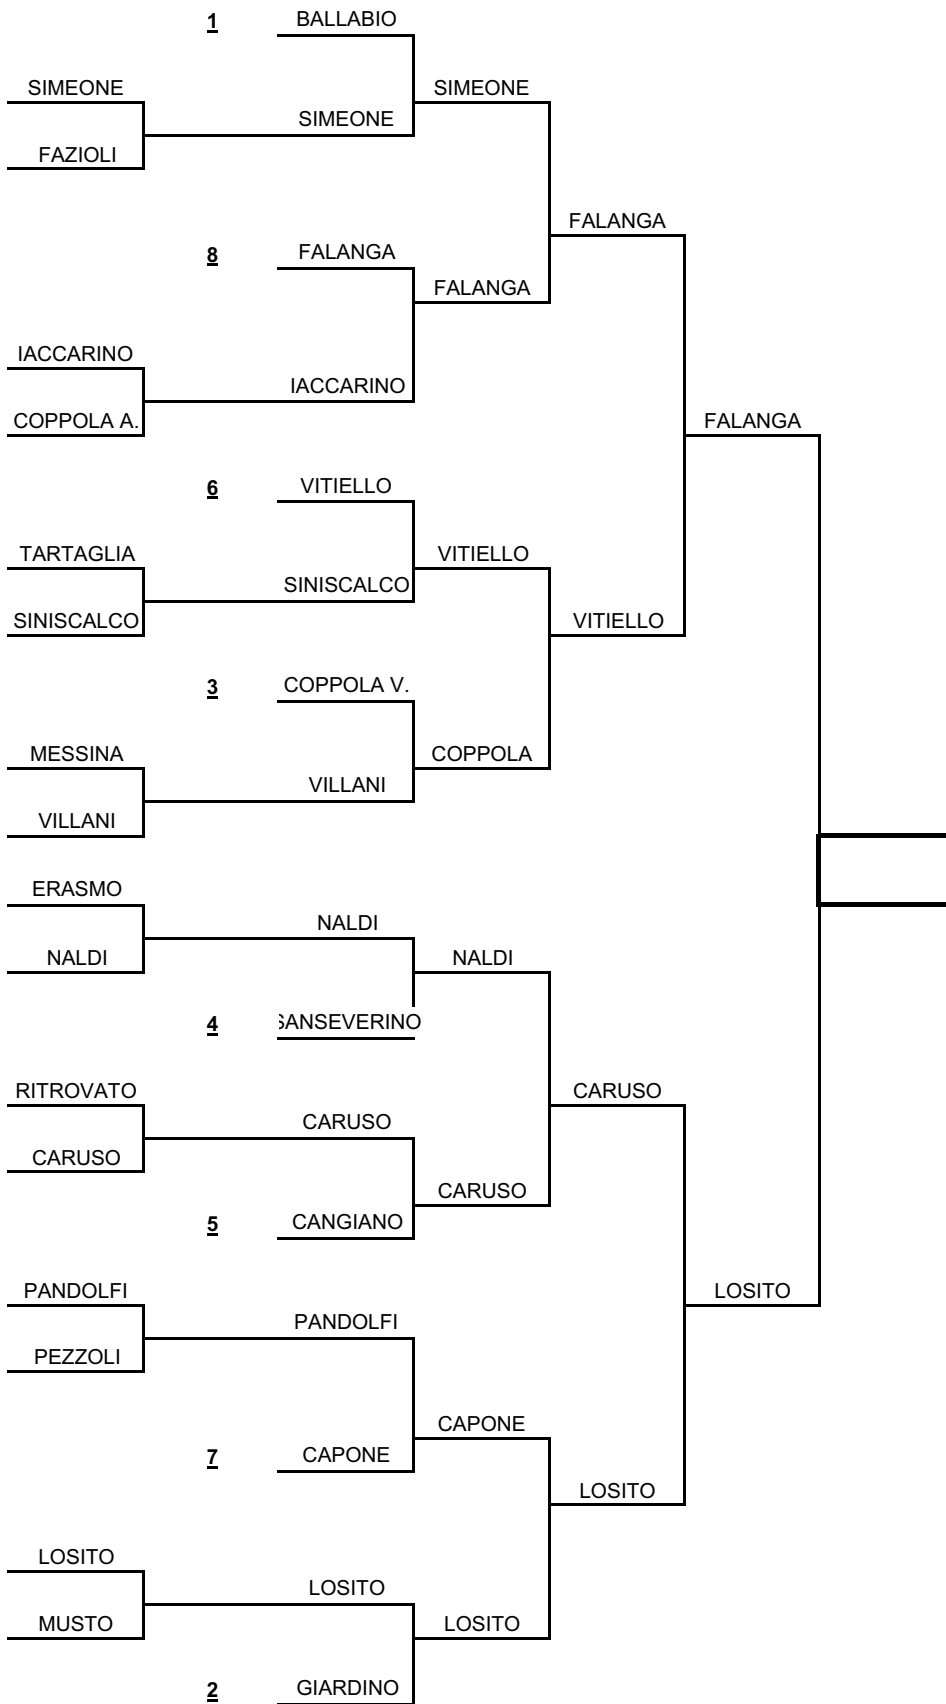 1 BALLABIO
SIMEONE SIMEONE
SIMEONE
FAZIOLI
FALANGA
8 FALANGA
FALANGA
IACCARINO
IACCARINO
COPPOLA A. FALANGA
6 VITIELLO
TARTAGLIA VITIELLO
SINISCALCO
SINISCALCO VITIELLO
3 COPPOLA V.
MESSINA COPPOLA
VILLANI
VILLANI
ERASMO
NALDI
NALDI NALDI
4 SANSEVERINO
RITROVATO CARUSO
CARUSO
CARUSO
CARUSO
5 CANGIANO
PANDOLFI LOSITO
PANDOLFI
PEZZOLI
CAPONE
7 CAPONE
LOSITO
LOSITO
LOSITO
MUSTO LOSITO
2 GIARDINO